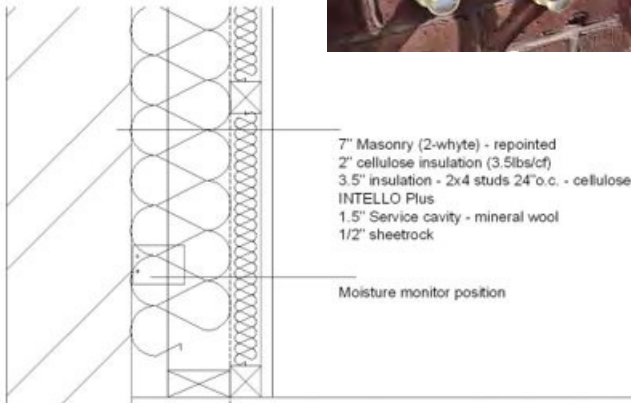 7" Masonry (2-whyte) - repointed
2" cellulose insulation (3.5lbs/cf)
3.5" insulation - 2x4 studs 24"o.c. - cellulose
INTELLO Plus
1.5" Service cavity - mineral wool
1/2" sheetrock
Moisture monitor position